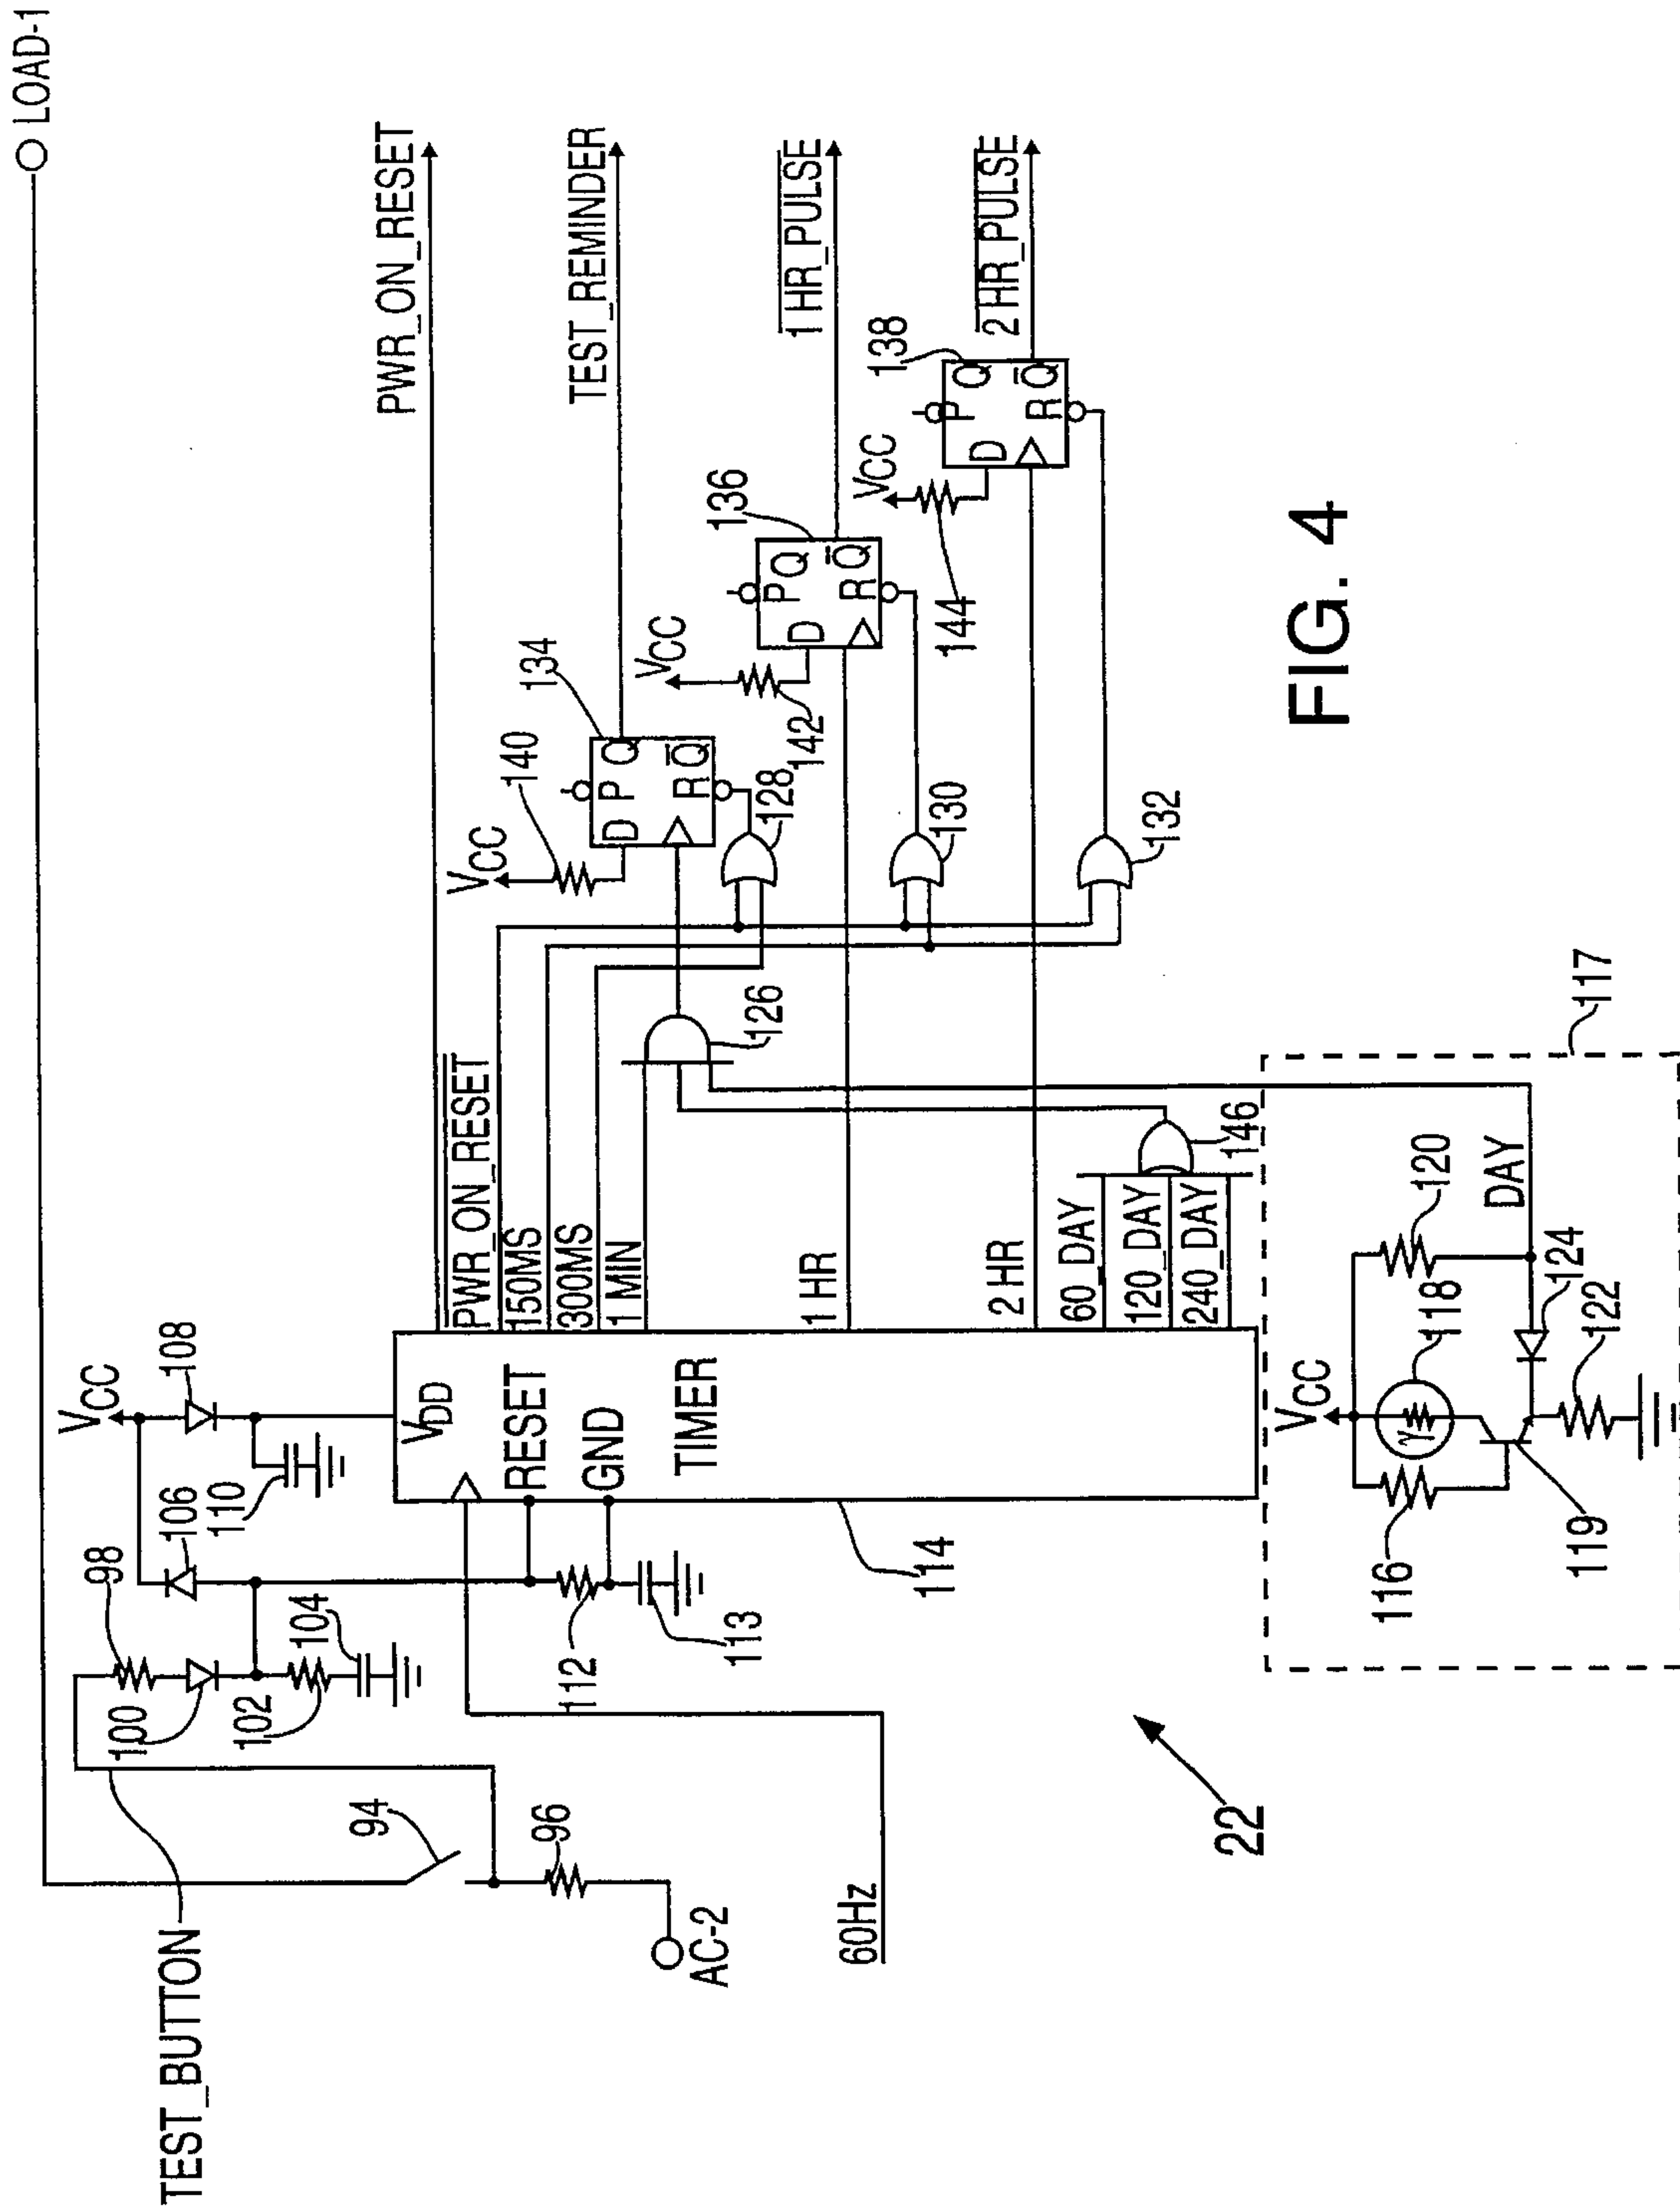 LOAD-1
PWR_ON_RESET
TEST_REMINDER
1 HR_PULSE
2 HR_PULSE
138
P Q
D
R Q
VCC
144
136
P Q
D
R Q
VCC
142
134
P Q
D
R Q
VCC
140
128
130
132
126
PWR_ON_RESET
150MS
300MS
1 MIN
1 HR
2 HR
60_DAY
120_DAY
240_DAY
146
VCC
108
110
106
98
100
102
104
112
113
VDD
RESET
GND
TIMER
114
94
96
AC-2
60Hz
TEST_BUTTON
117
VCC
120
DAY
118
γ
124
122
116
119
22
FIG. 4